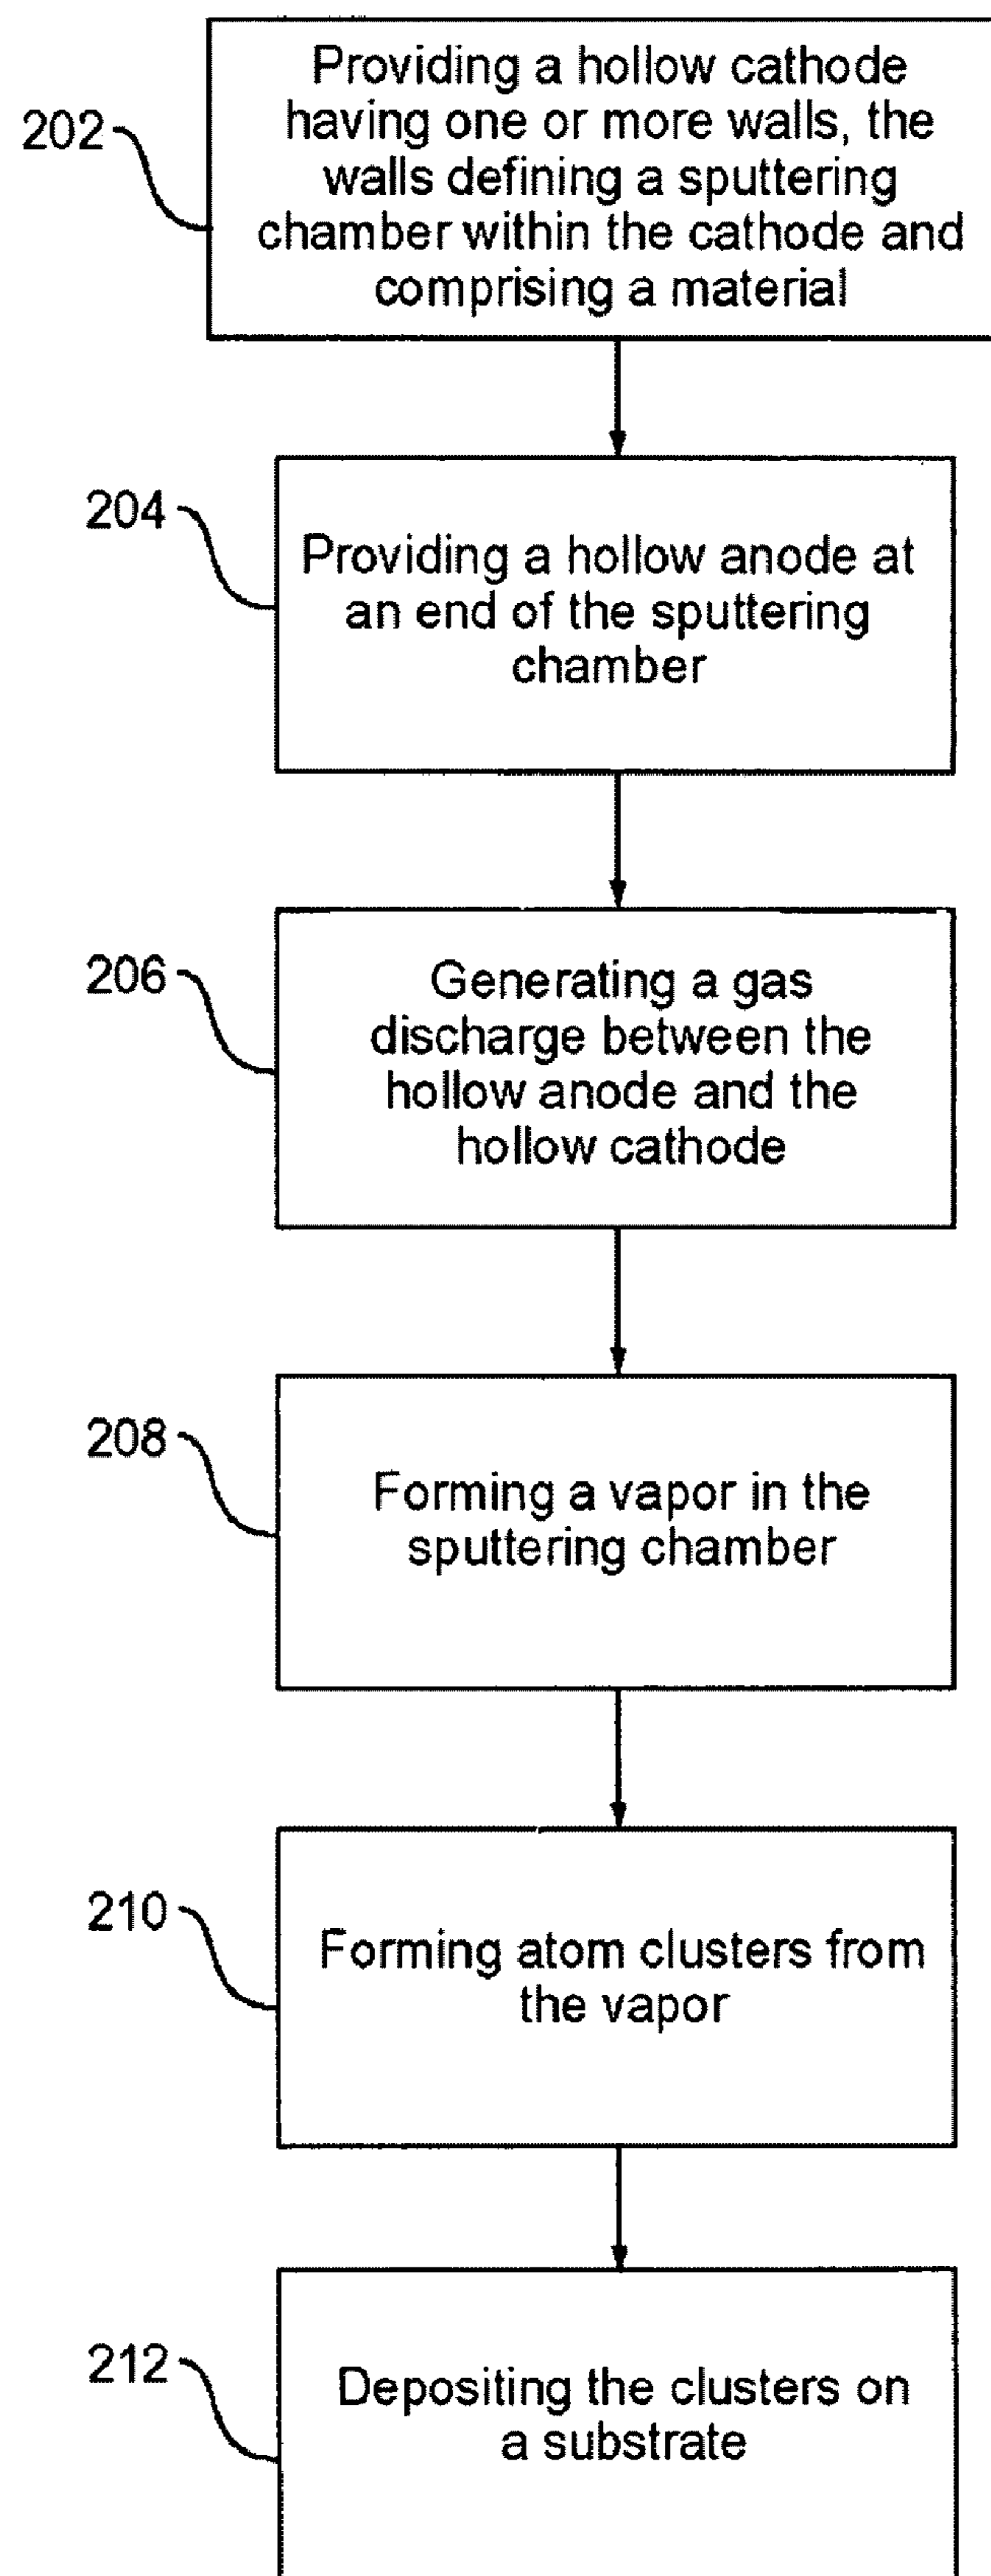 Providing a hollow cathode
having one or more walls, the
202
walls defining a sputtering
chamber within the cathode and
comprising a material
204
Providing a hollow anode at
an end of the sputtering
chamber
206
Generating a gas
discharge between the
hollow anode and the
hollow cathode
208
Forming a vapor in the
sputtering chamber
210
Forming atom clusters from
the vapor
212
Depositing the clusters on
a substrate